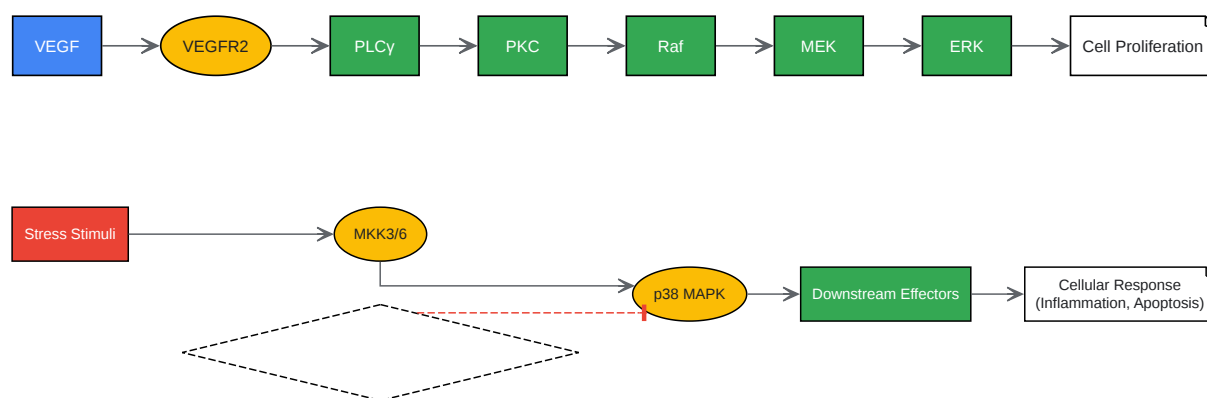 VEGF
VEGFR2
PLCγ
PKC
Raf
MEK
ERK
Cell Proliferation
Stress Stimuli
MKK3/6
p38 MAPK
Downstream Effectors
Cellular Response
(Inflammation, Apoptosis)